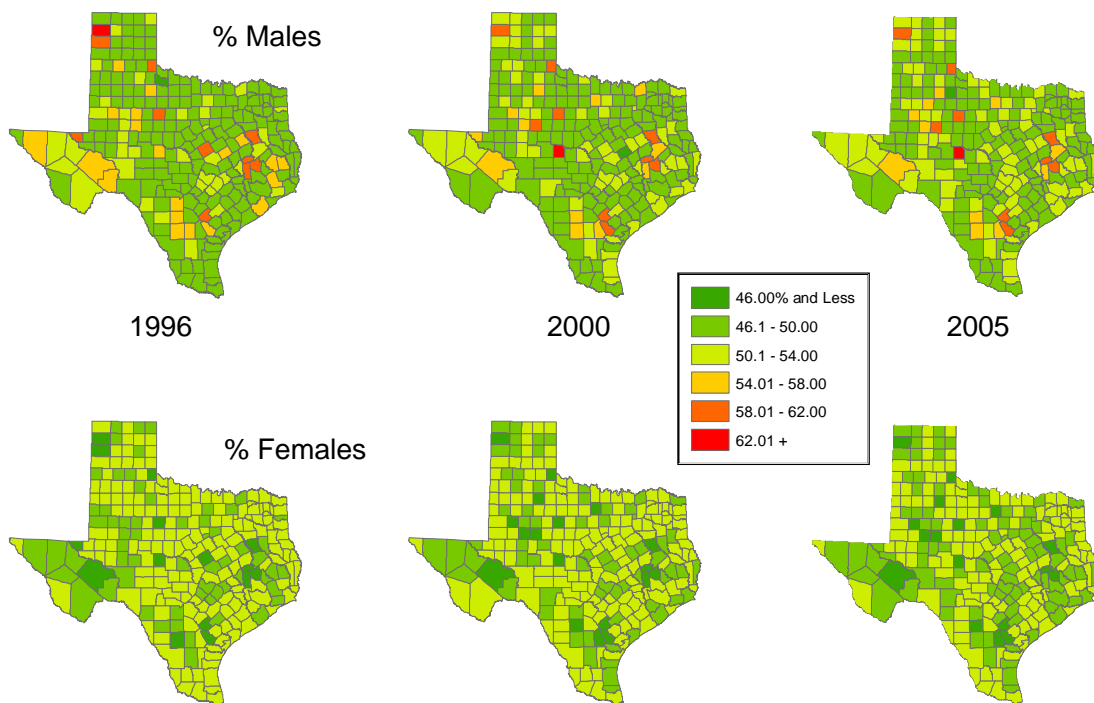 % Males
1996
2000
2005
46.00% and Less
46.1 - 50.00
50.1 - 54.00
54.01 - 58.00
58.01 - 62.00
62.01 +
% Females